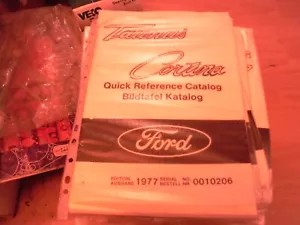 Taunus
Cortina
Quick Reference Catalog
Bildtafel Katalog
Ford
EDITION AUSGABE 1977 SERIAL NO BESTELL NR 0010206